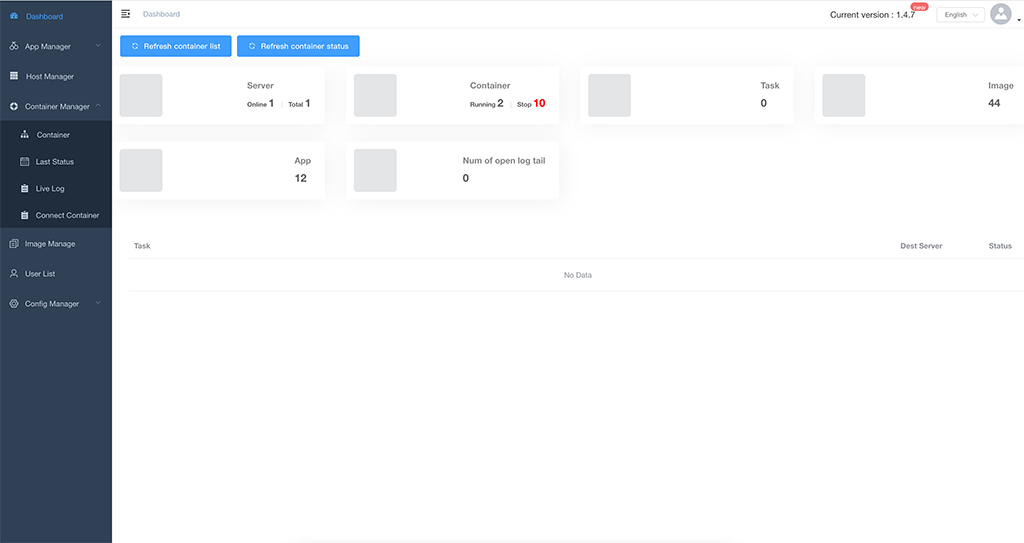 Dashboard
App Manager
Host Manager
Container Manager
Container
Last Status
Live Log
Connect Container
Image Manage
User List
Config Manager
Dashboard
Current version : 1.4.7
new
English
Refresh container list
Refresh container status
Server
Online 1 | Total 1
Container
Running 2 | Stop 10
Task
0
Image
44
App
12
Num of open log tail
0
Task Dest Server Status
No Data